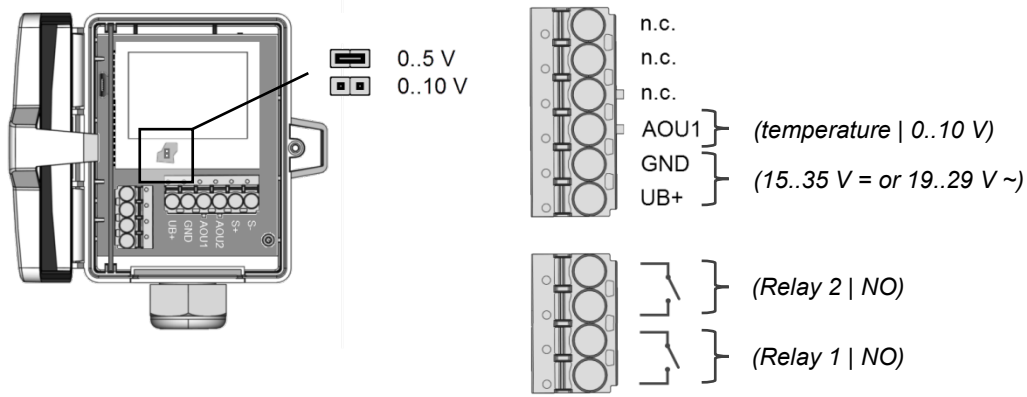 0..5 V
0..10 V
UB+
GND
AOU1
AOU2
S+
S-
n.c.
n.c.
n.c.
AOU1 (temperature | 0..10 V)
GND
UB+
(15..35 V = or 19..29 V ~)
(Relay 2 | NO)
(Relay 1 | NO)